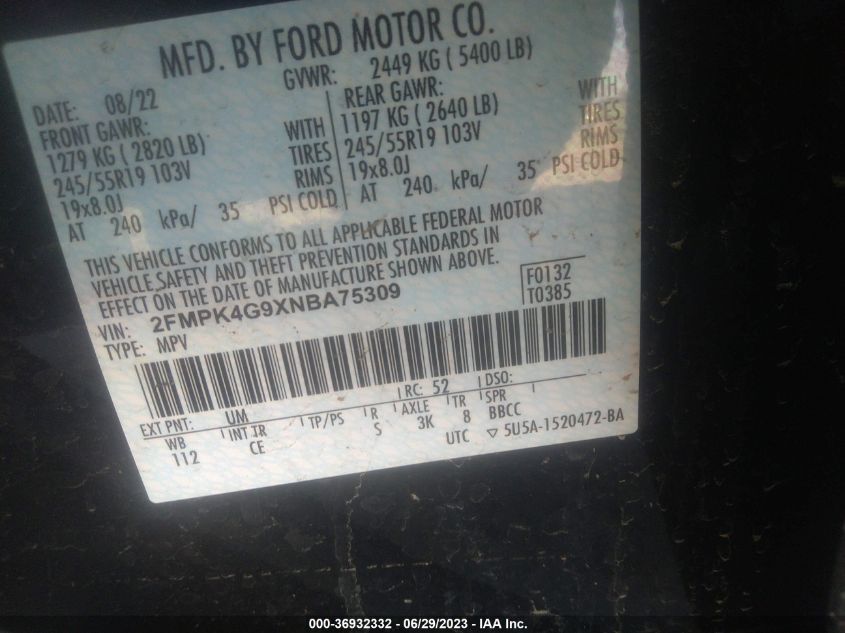 MFD. BY FORD MOTOR CO.
DATE: 08/22 GVWR: 2449 KG ( 5400 LB)
FRONT GAWR: REAR GAWR:
1279 KG ( 2820 LB) WITH 1197 KG ( 2640 LB) WITH
245/55R19 103V TIRES 245/55R19 103V TIRES
19x8.0J RIMS 19x8.0J RIMS
AT 240 kPa/ 35 PSI COLD AT 240 kPa/ 35 PSI COLD
THIS VEHICLE CONFORMS TO ALL APPLICABLE FEDERAL MOTOR
VEHICLE SAFETY AND THEFT PREVENTION STANDARDS IN
EFFECT ON THE DATE OF MANUFACTURE SHOWN ABOVE.
VIN: 2FMPK4G9XNBA75309 F0132
TYPE: MPV T0385
EXT PNT: UM RC: 52 DSO:
WB INT TR TP/PS R AXLE TR SPR
112 CE S 3K 8 BBCC
UTC ▽ 5U5A-1520472-BA
000-36932332 - 06/29/2023 - IAA Inc.